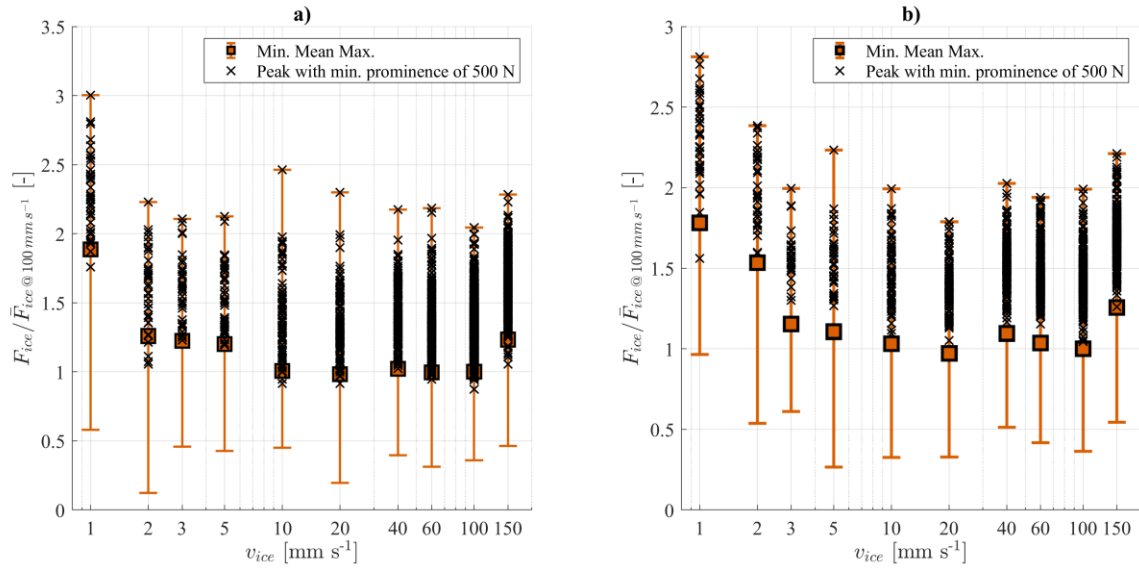 a)
Min. Mean Max.
Peak with min. prominence of 500 N
3.5
3
2.5
2
1.5
1
0.5
0
F_ice/F̄_ice @ 100 mm s⁻¹ [-]
1 2 3 5 10 20 40 60 100 150
v_ice [mm s⁻¹]
b)
Min. Mean Max.
Peak with min. prominence of 500 N
3
2.5
2
1.5
1
0.5
0
F_ice/F̄_ice @ 100 mm s⁻¹ [-]
1 2 3 5 10 20 40 60 100 150
v_ice [mm s⁻¹]